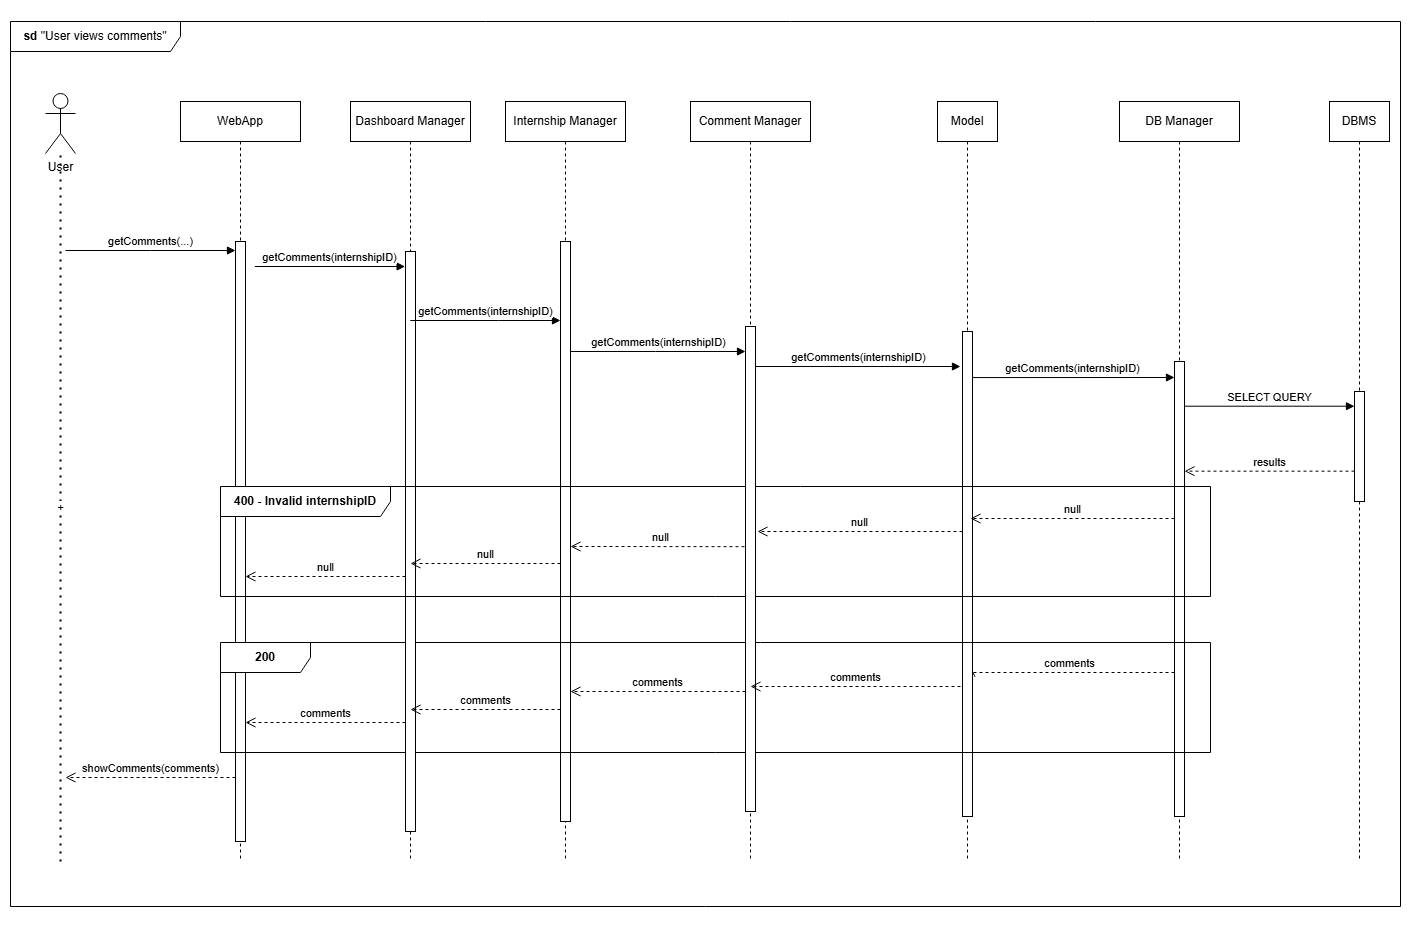 sd "User views comments"
User
WebApp
Dashboard Manager
Internship Manager
Comment Manager
Model
DB Manager
DBMS
getComments(...)
getComments(internshipID)
getComments(internshipID)
getComments(internshipID)
getComments(internshipID)
getComments(internshipID)
SELECT QUERY
results
400 - Invalid internshipID
null
null
null
null
null
200
comments
comments
comments
comments
comments
showComments(comments)